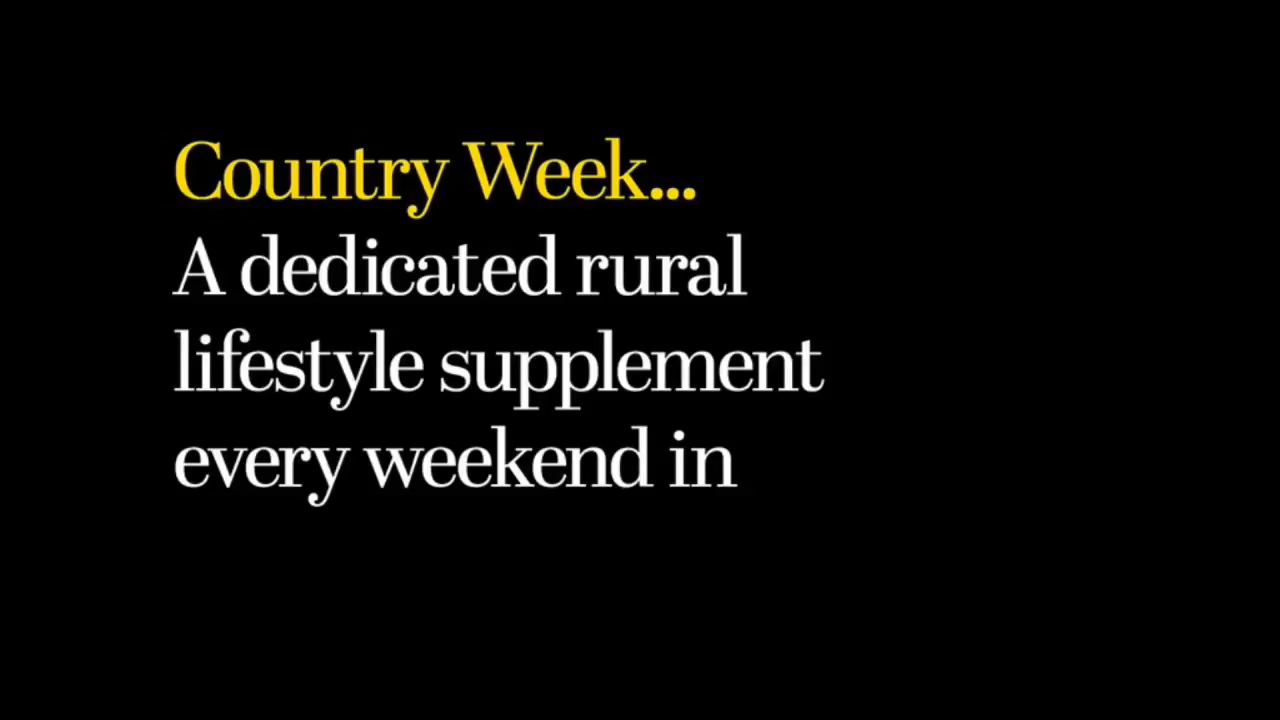 Country Week...
A dedicated rural
lifestyle supplement
every weekend in